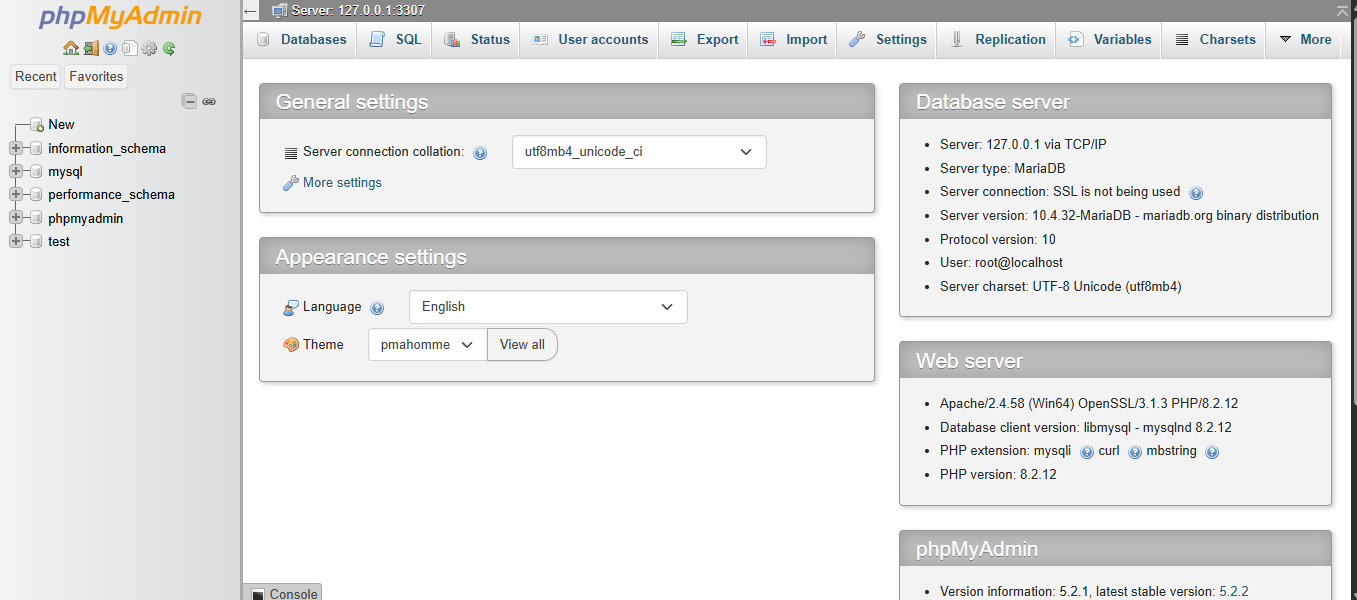 phpMyAdmin
Recent Favorites
New
information_schema
mysql
performance_schema
phpmyadmin
test
Server: 127.0.0.1:3307
Databases SQL Status User accounts Export Import Settings Replication Variables Charsets More
General settings
Server connection collation: utf8mb4_unicode_ci
More settings
Appearance settings
Language English
Theme pmahomme View all
Database server
Server: 127.0.0.1 via TCP/IP
Server type: MariaDB
Server connection: SSL is not being used
Server version: 10.4.32-MariaDB - mariadb.org binary distribution
Protocol version: 10
User: root@localhost
Server charset: UTF-8 Unicode (utf8mb4)
Web server
Apache/2.4.58 (Win64) OpenSSL/3.1.3 PHP/8.2.12
Database client version: libmysql - mysqlnd 8.2.12
PHP extension: mysqli curl mbstring
PHP version: 8.2.12
phpMyAdmin
Version information: 5.2.1, latest stable version: 5.2.2
Console